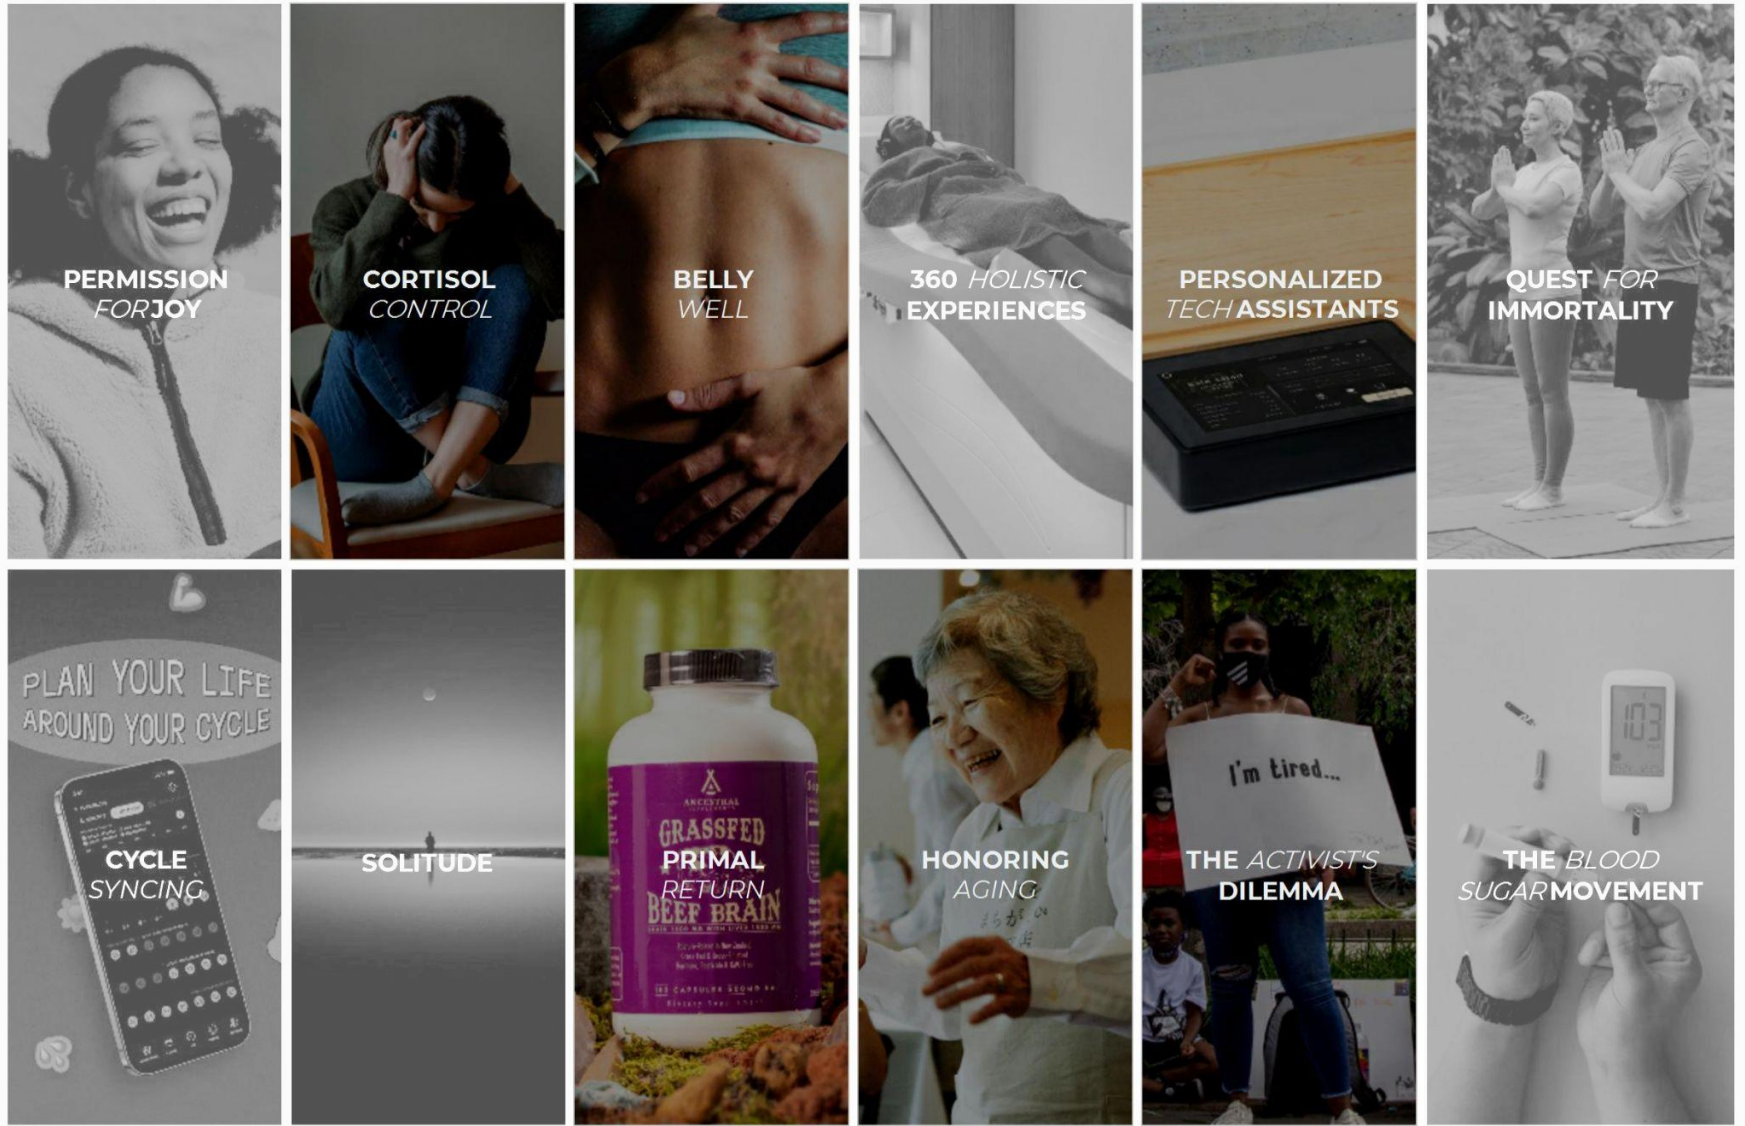 PERMISSION
FOR JOY
CORTISOL
CONTROL
BELLY
WELL
360 HOLISTIC
EXPERIENCES
PERSONALIZED
TECH ASSISTANTS
QUEST FOR
IMMORTALITY
PLAN YOUR LIFE
AROUND YOUR CYCLE
CYCLE
SYNCING
SOLITUDE
ANCESTRAL
SUPPLEMENTS
GRASSFED
BEEF BRAIN
PRIMAL
RETURN
CAPSULES
HONORING
AGING
I'm tired...
THE ACTIVIST'S
DILEMMA
103
THE BLOOD
SUGAR MOVEMENT